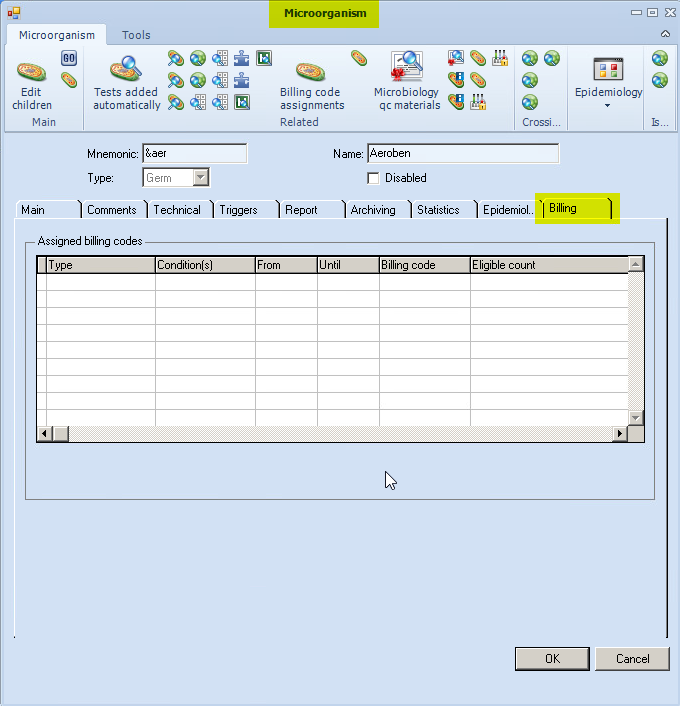 Microorganism
Microorganism Tools
GO
Edit children
Tests added automatically
Billing code assignments
Microbiology qc materials
Epidemiology
Main
Related
Crossi...
Is...
Mnemonic: &aer
Name: Aeroben
Type: Germ
Disabled
Main Comments Technical Triggers Report Archiving Statistics Epidemiol.. Billing
Assigned billing codes
Type Condition(s) From Until Billing code Eligible count
OK Cancel